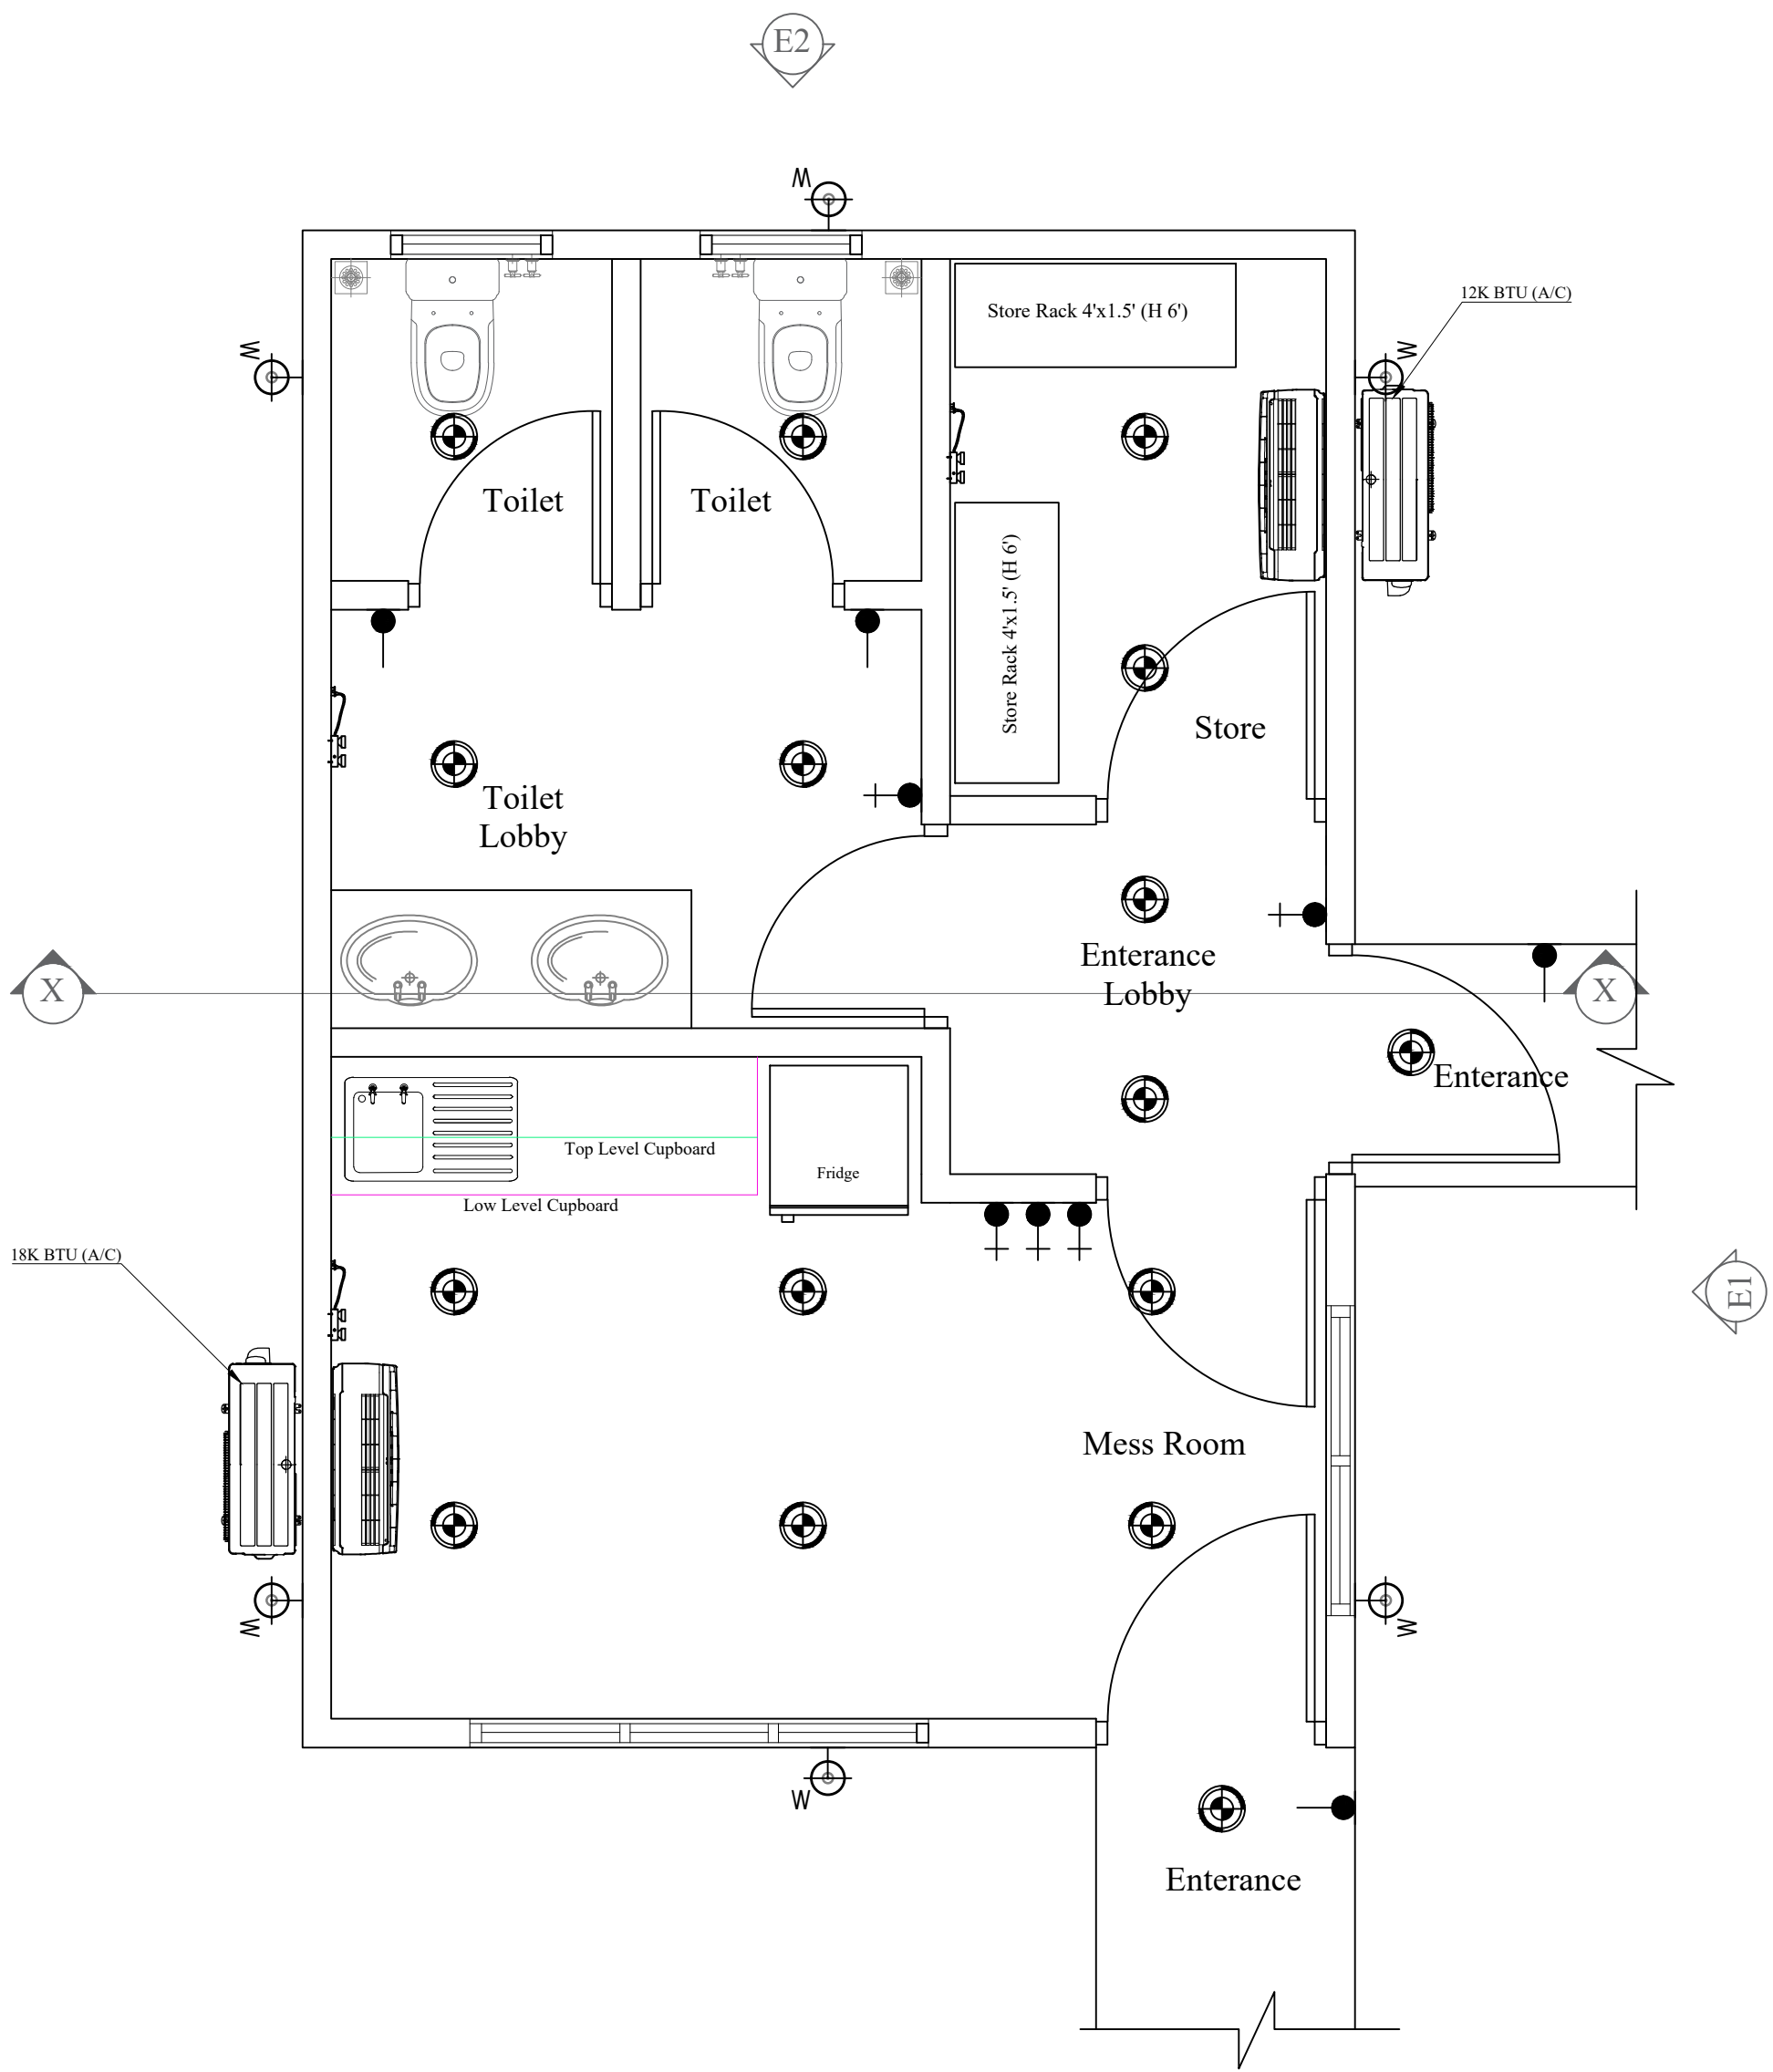 E2
W
12K BTU (A/C)
Store Rack 4'x1.5' (H 6')
W
W
Toilet
Toilet
Store Rack 4'x1.5' (H 6')
Store
Toilet
Lobby
Enterance
Lobby
X
X
Enterance
Top Level Cupboard
Fridge
Low Level Cupboard
18K BTU (A/C)
E1
Mess Room
W
W
W
Enterance